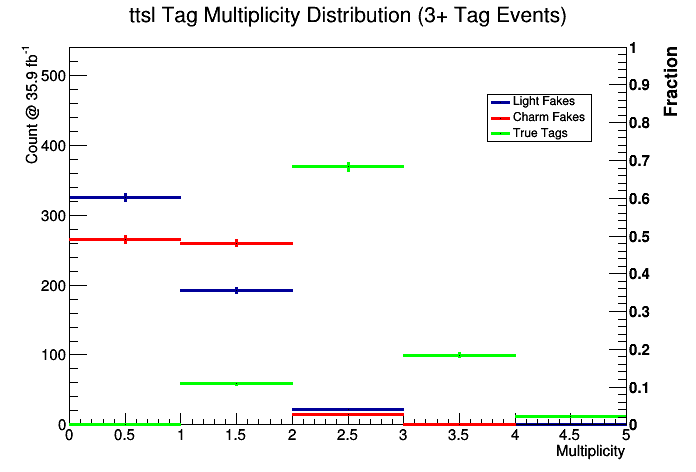 ttsl Tag Multiplicity Distribution (3+ Tag Events)
Count @ 35.9 fb⁻¹
500
400
300
200
100
0
Light Fakes
Charm Fakes
True Tags
Fraction
1
0.9
0.8
0.7
0.6
0.5
0.4
0.3
0.2
0.1
0
0 0.5 1 1.5 2 2.5 3 3.5 4 4.5 5
Multiplicity